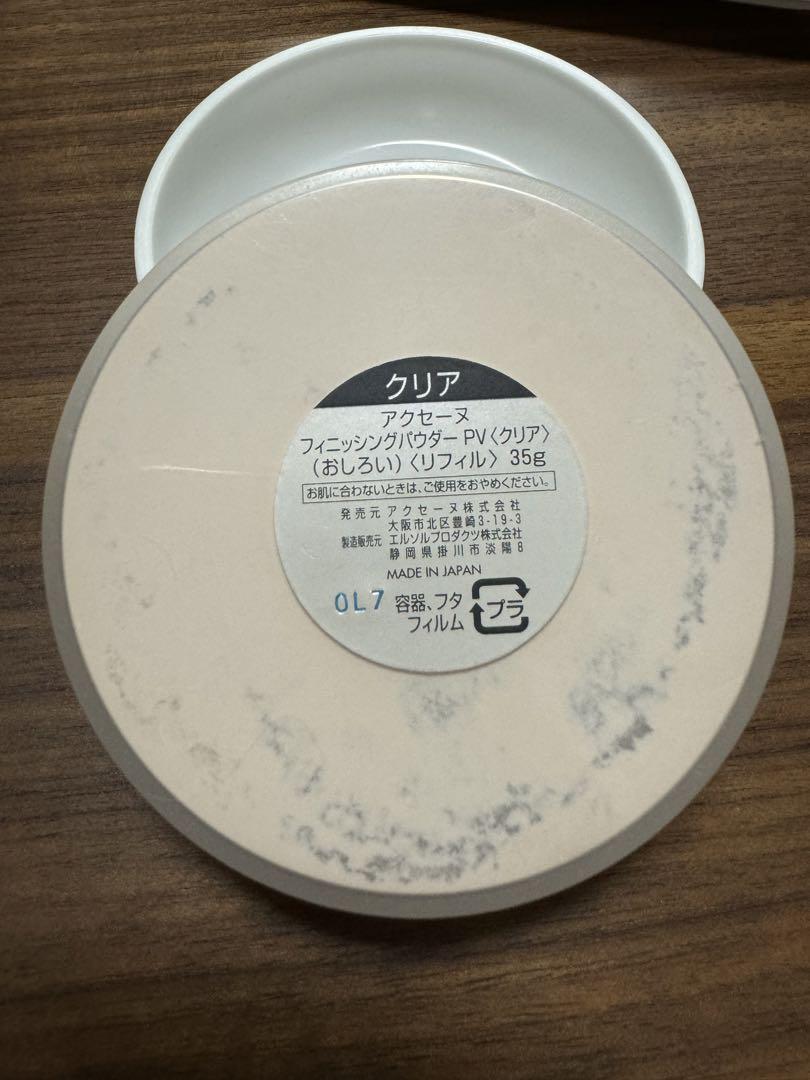 クリア
アクセーヌ
フィニッシングパウダー PV〈クリア〉
(おしろい)〈リフィル〉 35g
お肌に合わないときは、ご使用をおやめください。
発売元 アクセーヌ株式会社
大阪市北区豊崎3-19-3
製造販売元 エルソルプロダクツ株式会社
静岡県掛川市淡陽8
MADE IN JAPAN
OL7 容器、フタ プラ
フィルム